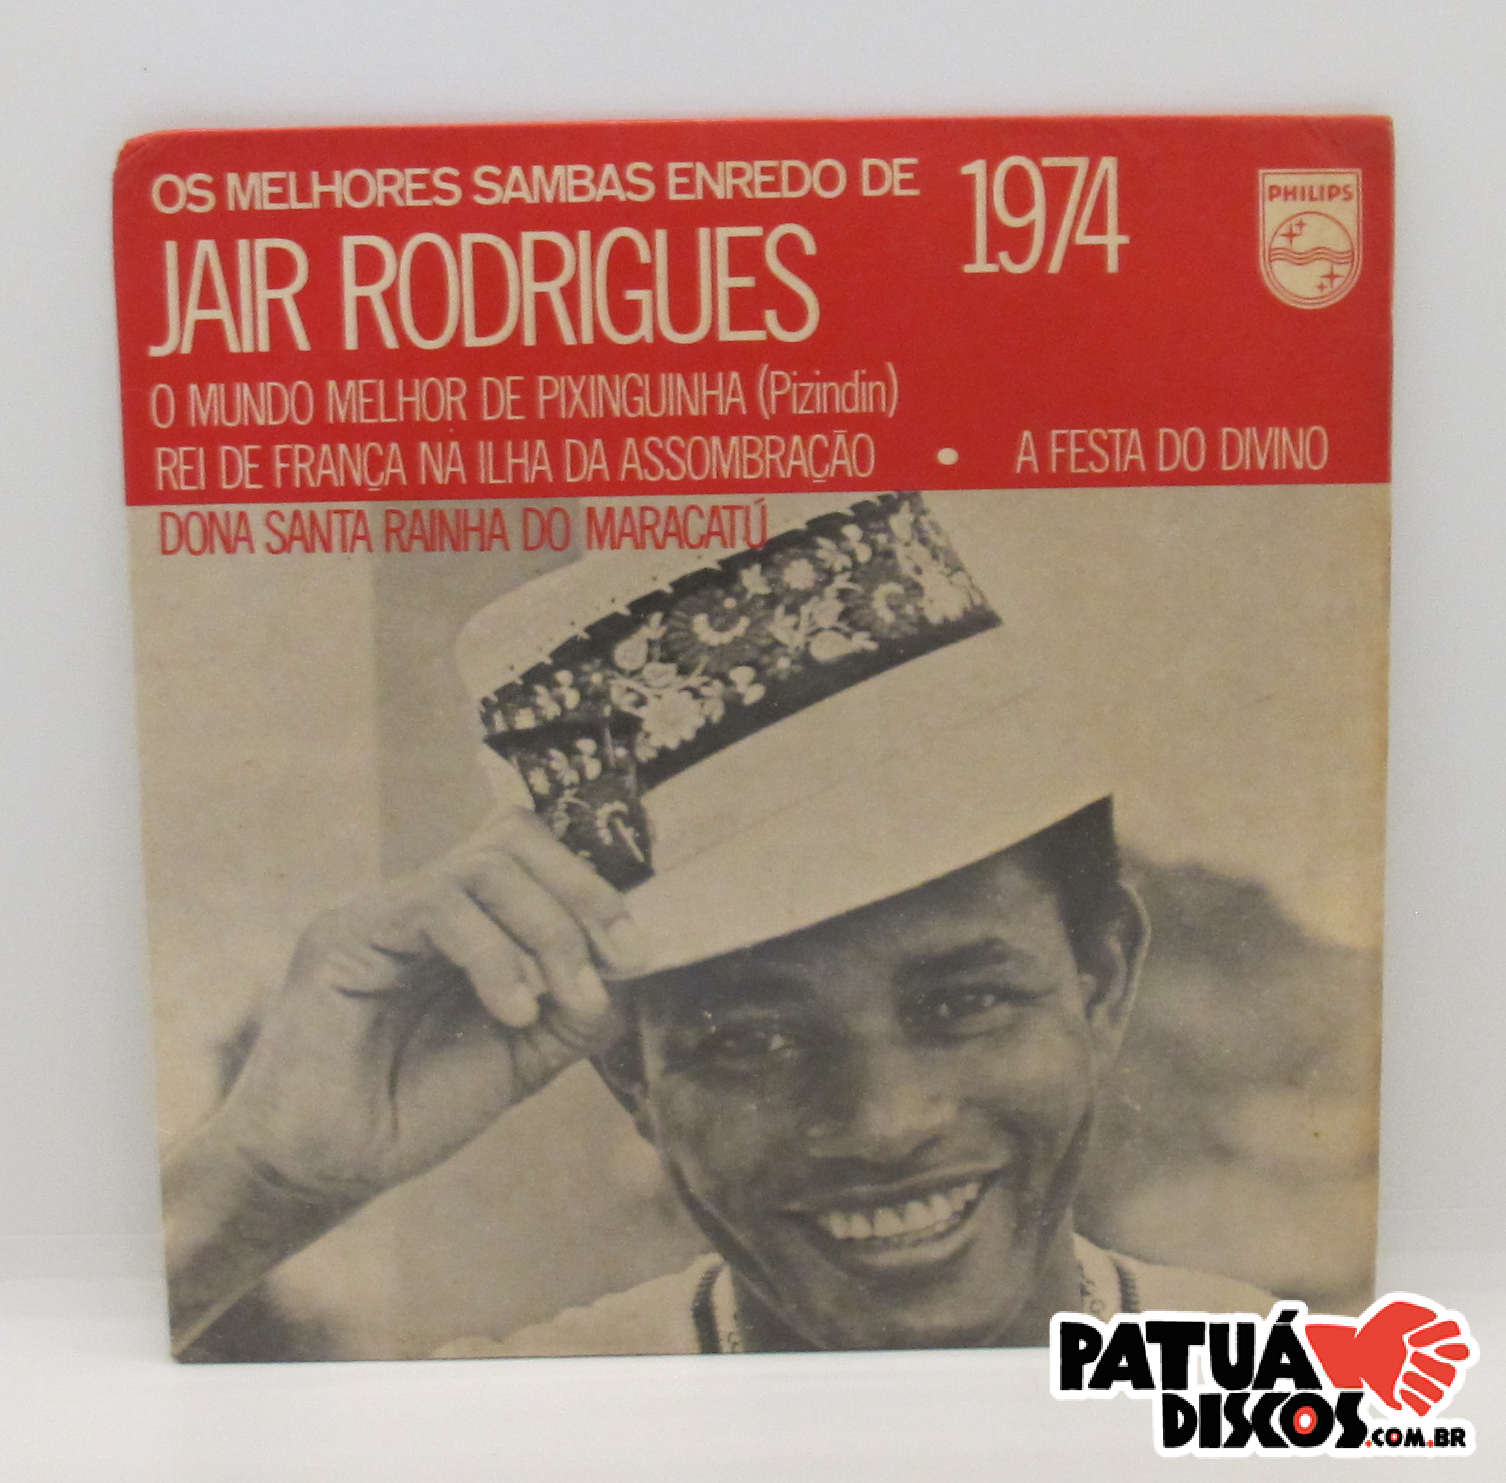 OS MELHORES SAMBAS ENREDO DE 1974
PHILIPS
JAIR RODRIGUES
O MUNDO MELHOR DE PIXINGUINHA (Pizindin)
REI DE FRANÇA NA ILHA DA ASSOMBRAÇÃO • A FESTA DO DIVINO
DONA SANTA RAINHA DO MARACATÚ
PATUÁ
DISCOS.COM.BR